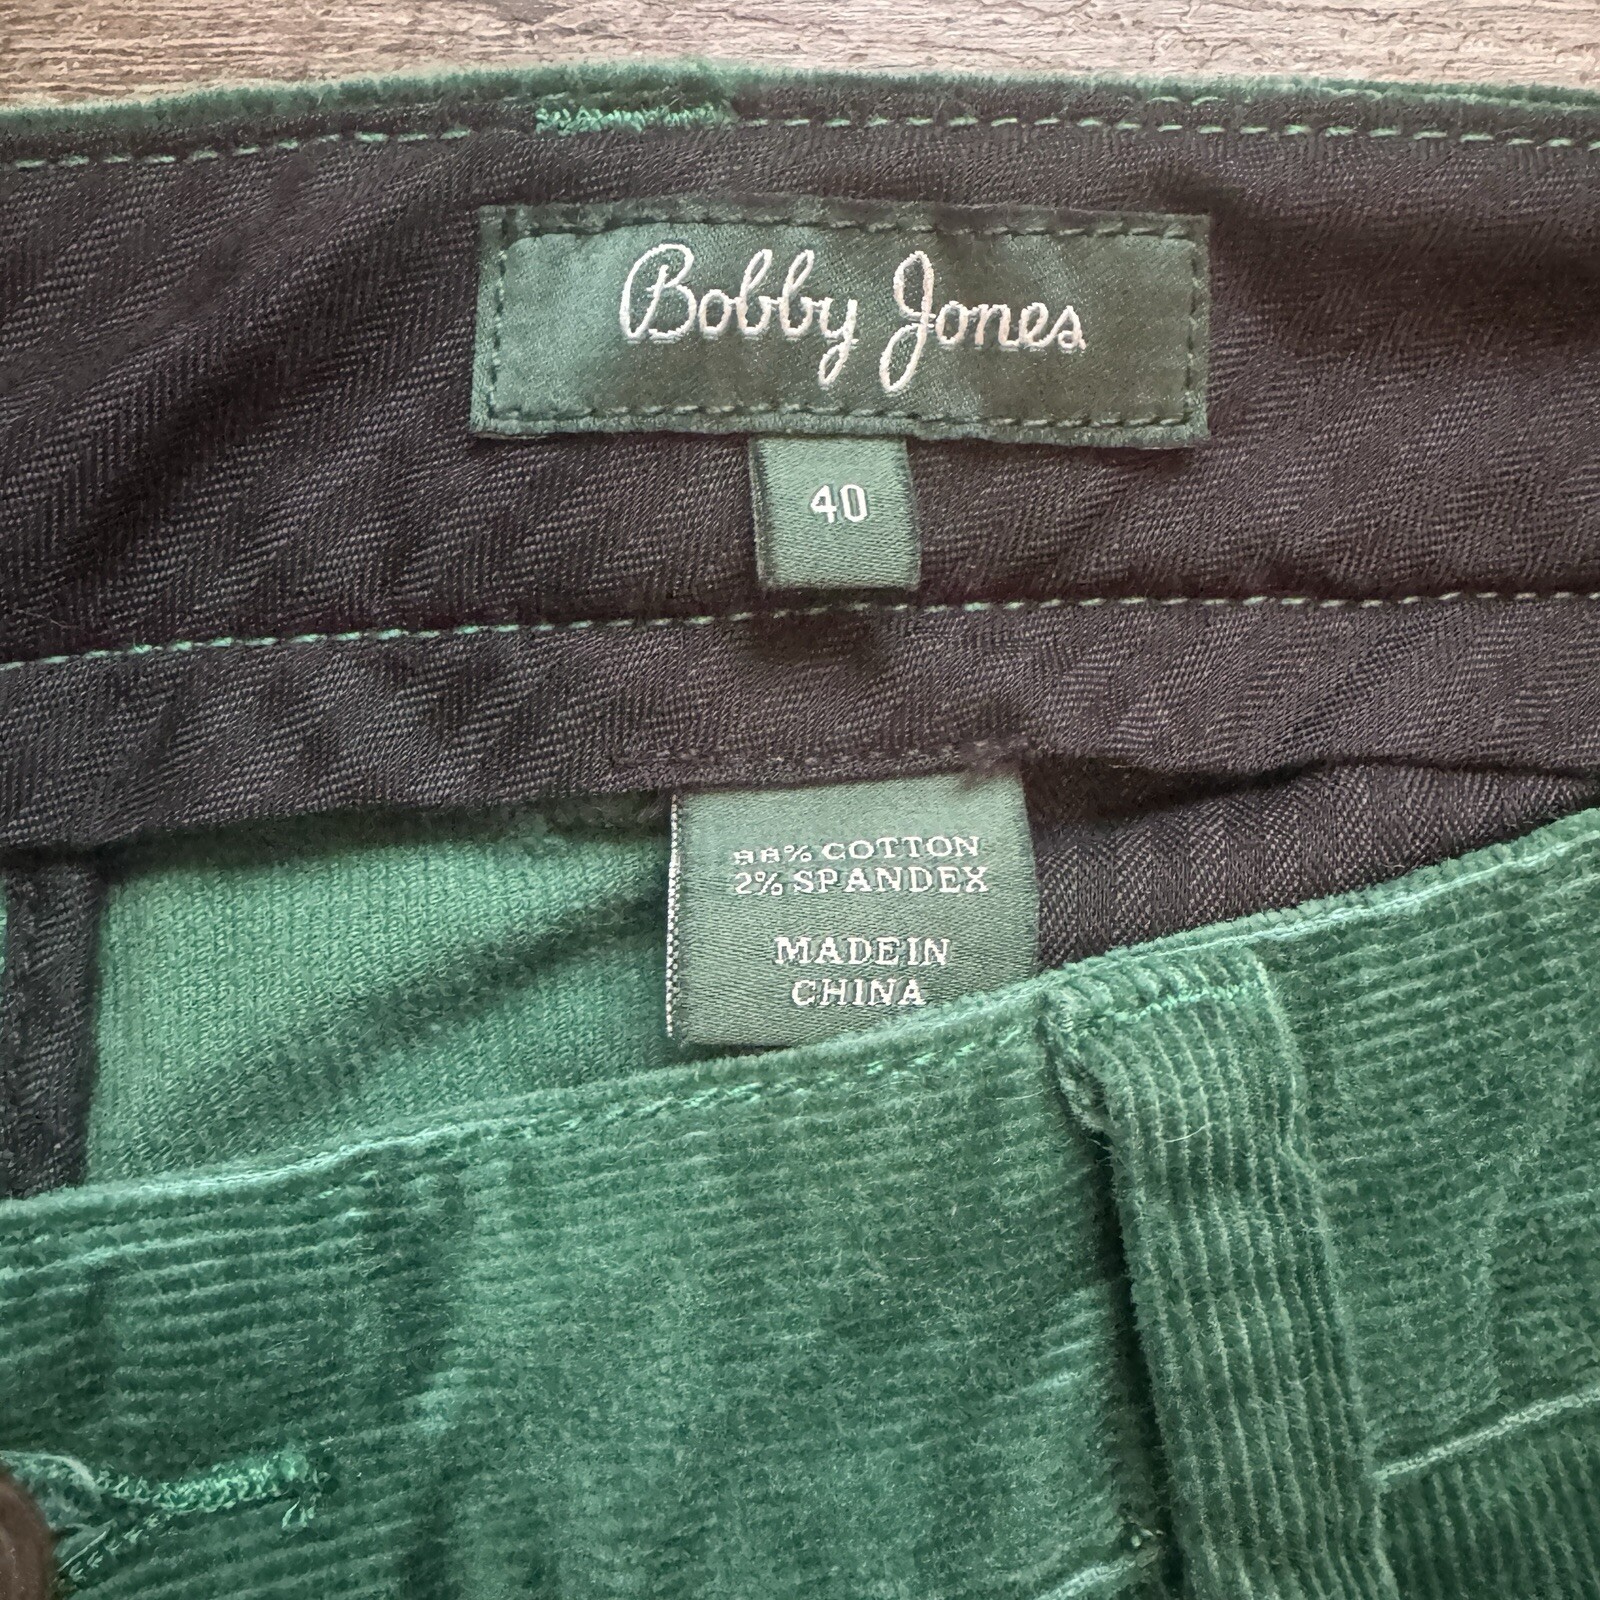 Bobby Jones
40
98% COTTON
2% SPANDEX
MADE IN
CHINA